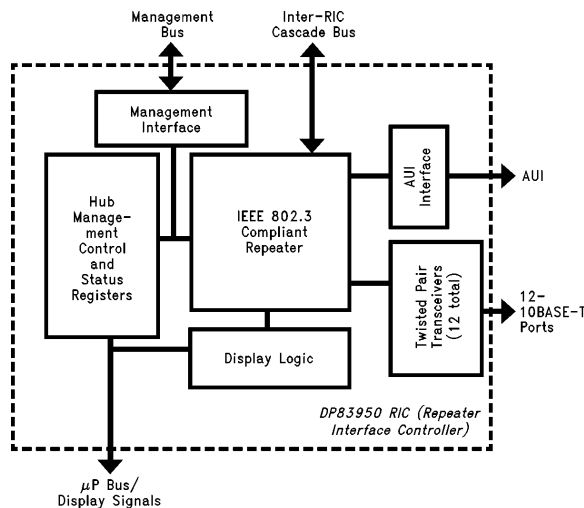 Management
Bus
Inter-RIC
Cascade Bus
Management
Interface
Hub
Manage-
ment
Control
and
Status
Registers
IEEE 802.3
Compliant
Repeater
AUI
Interface
AUI
Twisted Pair
Transceivers
(12 total)
12-
10BASE-T
Ports
Display Logic
DP83950 RIC (Repeater
Interface Controller)
μP Bus/
Display Signals